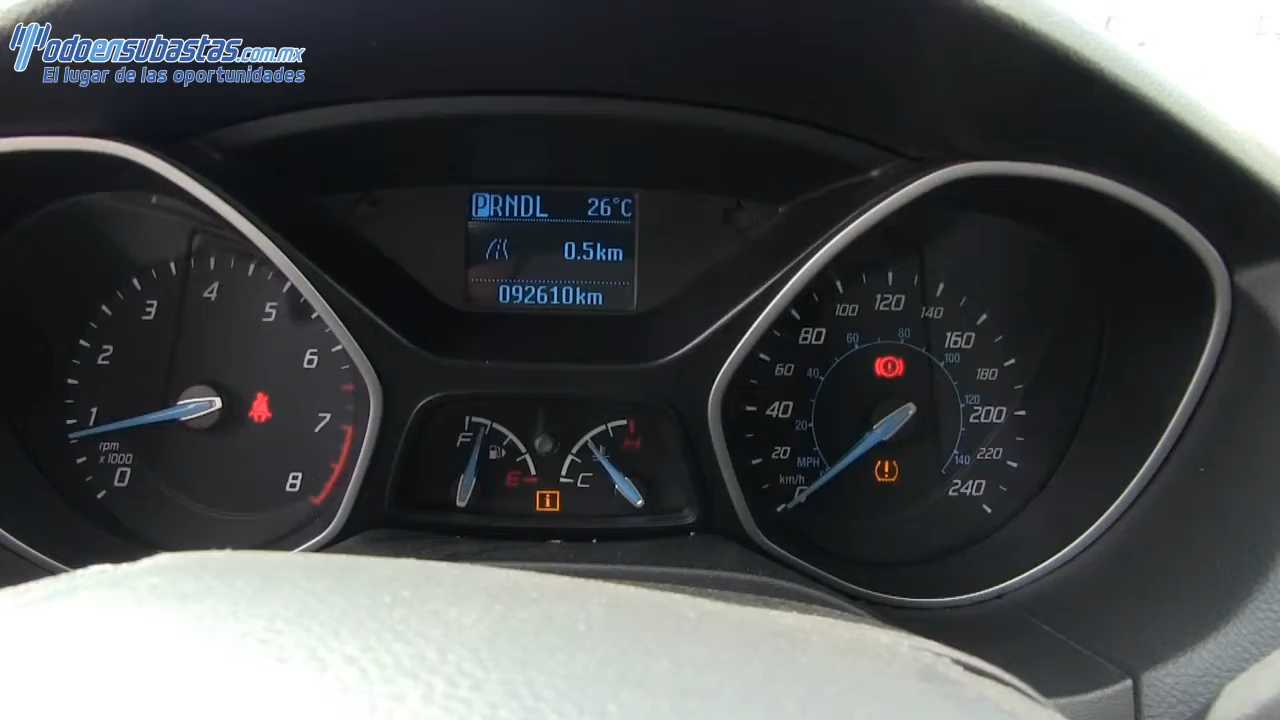 Todoensubastas.com.mx
El lugar de las oportunidades
PRNDL 26°C
0.5km
092610km
0
1
2
3
4
5
6
7
8
rpm
x1000
F
E
C
H
i
0
20
40
60
80
100
120
140
160
180
200
220
240
km/h
MPH
20
40
60
80
100
120
140